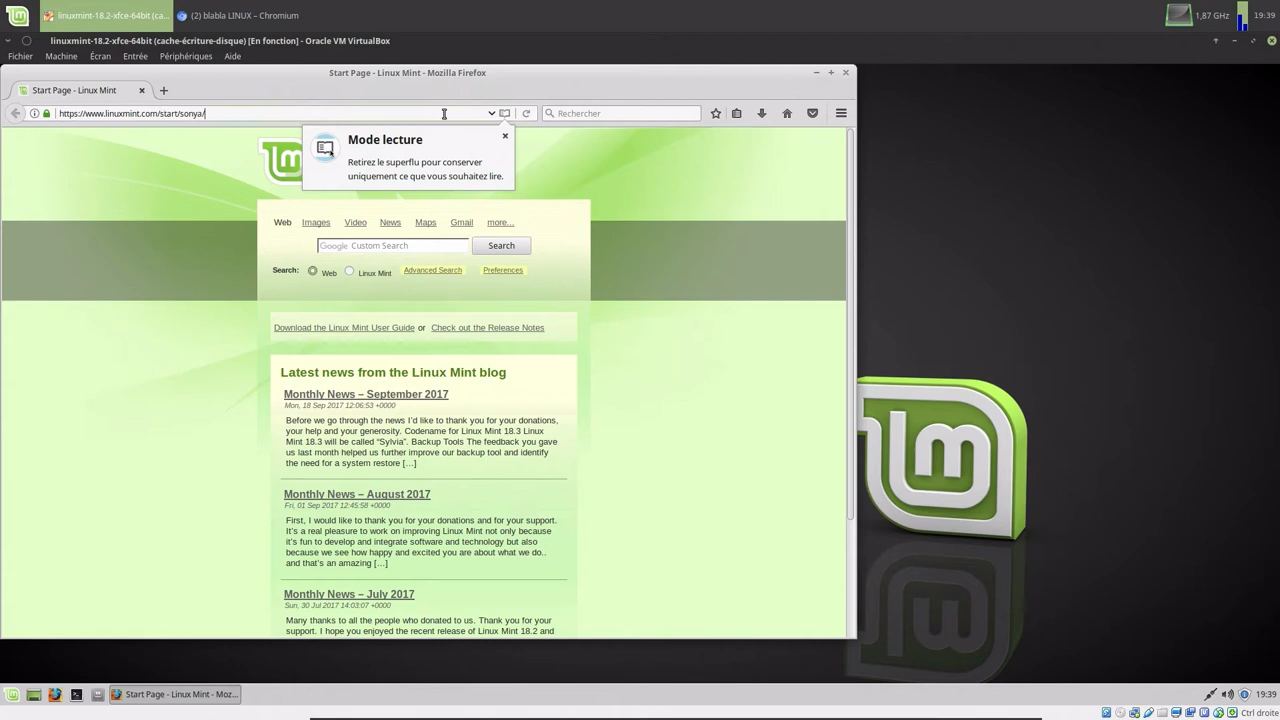 linuxmint-18.2-xfce-64bit (ca...
(2) blabla LINUX – Chromium
1,87 GHz
19:39
linuxmint-18.2-xfce-64bit (cache-écriture-disque) [En fonction] - Oracle VM VirtualBox
Fichier Machine Écran Entrée Périphériques Aide
Start Page - Linux Mint - Mozilla Firefox
Start Page - Linux Mint
https://www.linuxmint.com/start/sonya/
Rechercher
Mode lecture
Retirez le superflu pour conserver
uniquement ce que vous souhaitez lire.
Web Images Video News Maps Gmail more...
Google Custom Search
Search
Search: Web Linux Mint Advanced Search Preferences
Download the Linux Mint User Guide or Check out the Release Notes
Latest news from the Linux Mint blog
Monthly News – September 2017
Mon, 18 Sep 2017 12:06:53 +0000
Before we go through the news I'd like to thank you for your donations,
your help and your generosity. Codename for Linux Mint 18.3 Linux
Mint 18.3 will be called “Sylvia”. Backup Tools The feedback you gave
us last month helped us further improve our backup tool and identify
the need for a system restore […]
Monthly News – August 2017
Fri, 01 Sep 2017 12:45:58 +0000
First, I would like to thank you for your donations and for your support.
It's a real pleasure to work on improving Linux Mint not only because
it's fun to develop and integrate software and technology but also
because we see how happy and excited you are about what we do..
and that's an amazing […]
Monthly News – July 2017
Sun, 30 Jul 2017 14:03:07 +0000
Many thanks to all the people who donated to us. Thank you for your
support. I hope you enjoyed the recent release of Linux Mint 18.2 and
Start Page - Linux Mint - Moz...
19:39
Ctrl droite